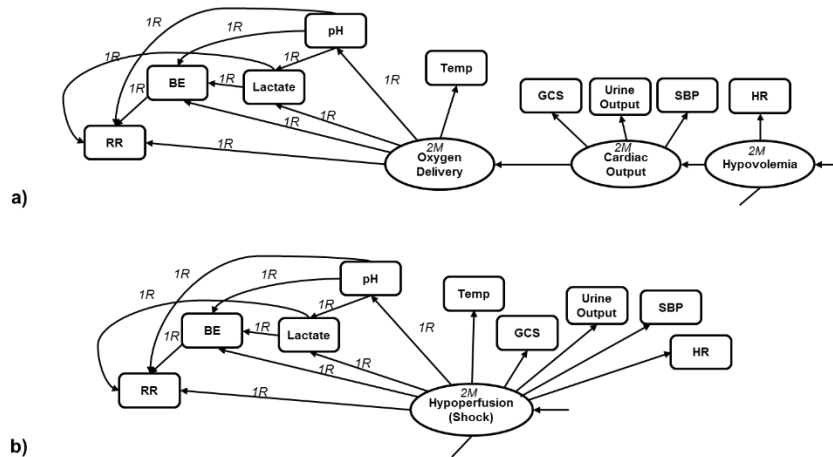 1R
pH
1R
1R
1R
1R
Temp
BE
1R
Lactate
GCS
Urine
Output
SBP
HR
1R
1R
1R
RR
1R
2M
Oxygen
Delivery
2M
Cardiac
Output
2M
Hypovolemia
a)
1R
1R
pH
1R
1R
1R
Temp
Urine
Output
SBP
BE
1R
Lactate
GCS
HR
1R
1R
1R
RR
1R
2M
Hypoperfusion
(Shock)
b)